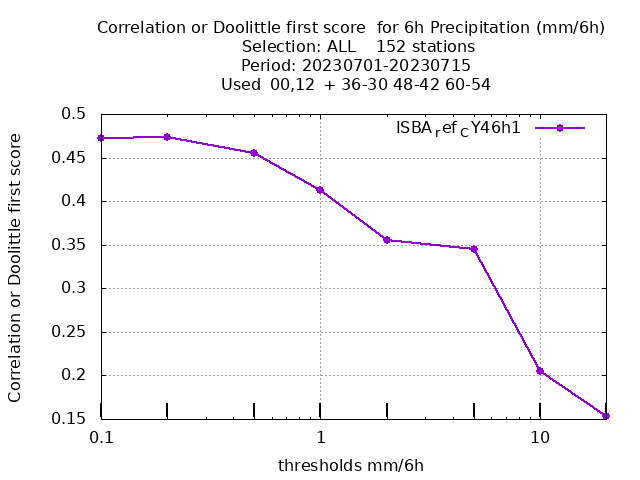 Correlation or Doolittle first score  for 6h Precipitation (mm/6h)
Selection: ALL    152 stations
Period: 20230701-20230715
Used  00,12  + 36-30 48-42 60-54
ISBAref CY46h1
Correlation or Doolittle first score
0.5
0.45
0.4
0.35
0.3
0.25
0.2
0.15
0.1
1
10
thresholds mm/6h